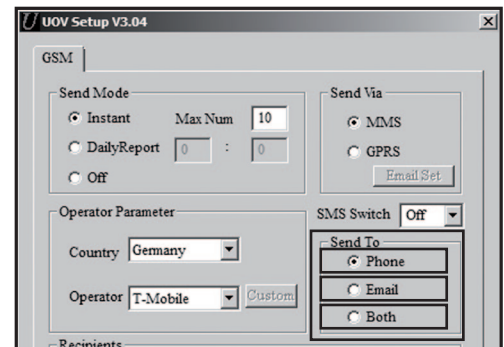 UOV Setup V3.04
GSM
Send Mode
Instant Max Num 10
DailyReport 0 : 0
Off
Send Via
MMS
GPRS
Email Set
Operator Parameter
Country Germany
Operator T-Mobile Custom
SMS Switch Off
Send To
Phone
Email
Both
Recipients